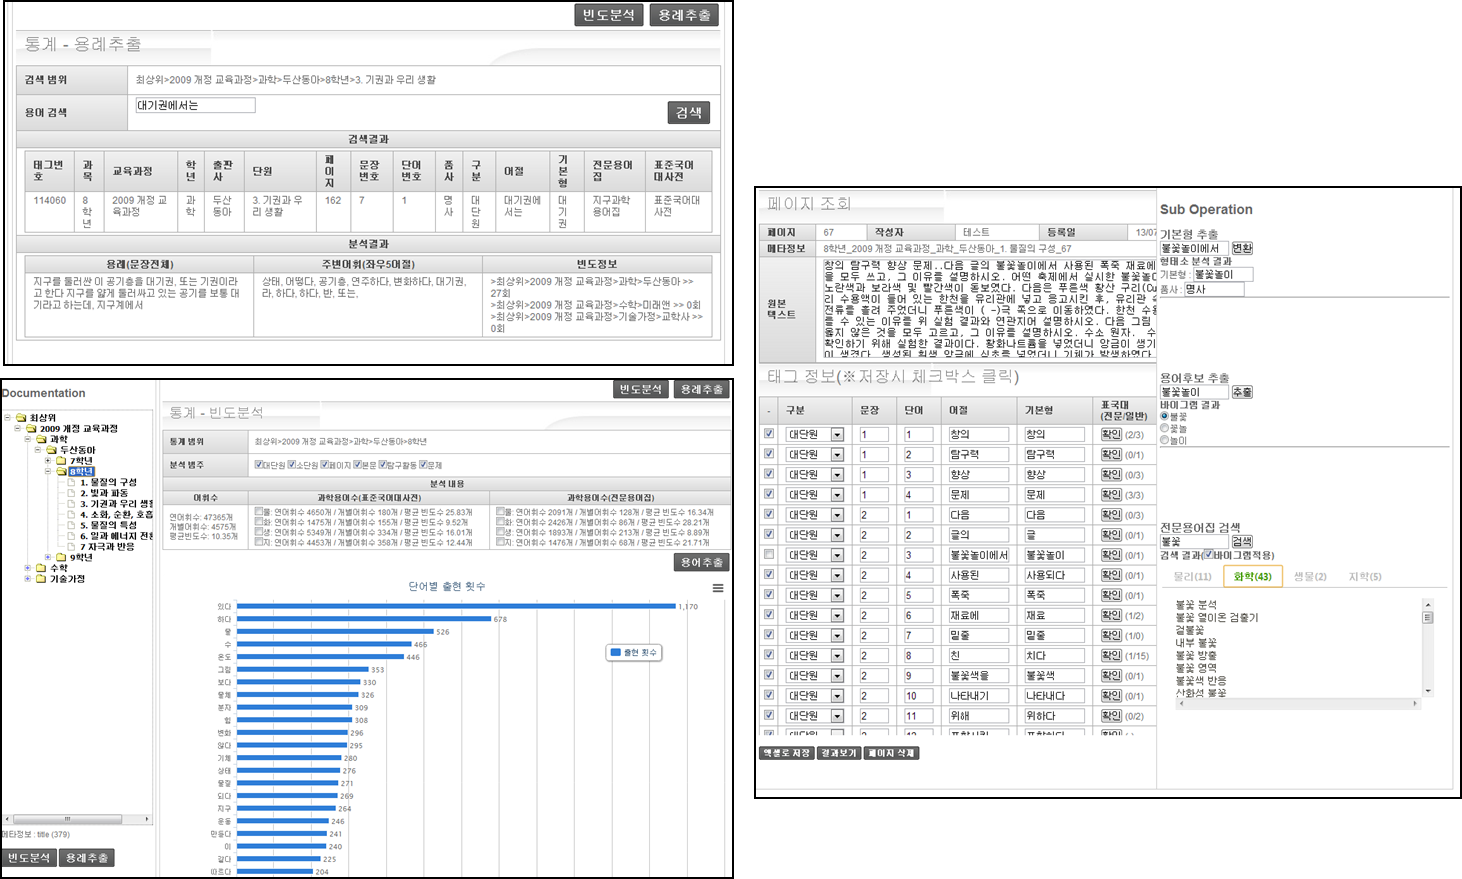 빈도분석 용례추출
통계 - 용례추출
검색 범위 최상위>2009 개정 교육과정>과학>두산동아>8학년>3. 기권과 우리 생활
용어 검색 대기권에서는 검색
검색결과
태그번호 과목 교육과정 학년 출판사 단원 페이지 문장번호 단어번호 품사 구분 어절 기본형 전문용어집 표준국어대사전
114060 8학년 2009 개정 교육과정 과학 두산동아 3. 기권과 우리 생활 162 7 1 명사 대단원 대기권에서는 대기권 지구과학용어집 표준국어대사전
분석결과
용례(문장전체) 주변어휘(좌우5어절) 빈도정보
지구를 둘러싼 이 공기층을 대기권, 또는 기권이라
고 한다 지구를 얇게 둘러싸고 있는 공기를 보통 대
기라고 하는데, 지구계에서
상태, 어떻다, 공기층, 연주하다, 변화하다, 대기권,
라, 하다, 하다, 반, 또는,
>최상위>2009 개정 교육과정>과학>두산동아 >>
27회
>최상위>2009 개정 교육과정>수학>미래엔 >> 0회
>최상위>2009 개정 교육과정>기술가정>교학사 >>
0회
Documentation
최상위
2009 개정 교육과정
과학
두산동아
7학년
8학년
1. 물질의 구성
2. 빛과 파동
3. 기권과 우리 생활
4. 소화, 순환, 호흡
5. 물질의 특성
6. 일과 에너지 전환
7 자극과 반응
9학년
수학
기술가정
메타정보 : title (379)
빈도분석 용례추출
빈도분석 용례추출
통계 - 빈도분석
통계 범위 최상위>2009 개정 교육과정>과학>두산동아>8학년
분석 범주 대단원 소단원 페이지 본문 탐구활동 문제
분석 내용
어휘수 과학용어수(표준국어대사전) 과학용어수(전문용어집)
연어휘수: 47365개
개별어휘수: 4575개
평균빈도수: 10.35개
물: 연어휘수 4650개 / 개별어휘수 180개 / 평균 빈도수 25.83개
화: 연어휘수 1475개 / 개별어휘수 155개 / 평균 빈도수 9.52개
생: 연어휘수 5349개 / 개별어휘수 334개 / 평균 빈도수 16.01개
지: 연어휘수 4453개 / 개별어휘수 358개 / 평균 빈도수 12.44개
물: 연어휘수 2091개 / 개별어휘수 128개 / 평균 빈도수 16.34개
화: 연어휘수 2426개 / 개별어휘수 86개 / 평균 빈도수 28.21개
생: 연어휘수 1893개 / 개별어휘수 213개 / 평균 빈도수 8.89개
지: 연어휘수 1476개 / 개별어휘수 68개 / 평균 빈도수 21.71개
용어추출
단어별 출현 횟수
있다 1,170
하다 678
물 526
수 466
온도 446
그림 353
보다 330
물체 326
분자 309
힘 308
변화 296
않다 295
기체 280
상태 276
물질 271
되다 269
지구 264
운동 246
만들다 241
이 240
같다 225
따르다 204
출현 횟수
페이지 조회
페이지 67 작성자 테스트 등록일 13/07
메타정보 8학년_2009 개정 교육과정_과학_두산동아_1. 물질의 구성_67
원본
텍스트
창의 탐구력 향상 문제..다음 글의 불꽃놀이에서 사용된 폭죽 재료에
을 모두 쓰고, 그 이유를 설명하시오. 어떤 축제에서 실시한 불꽃놀이
노란색과 보라색 및 빨간색이 돋보였다. 다음은 푸른색 황산 구리(Cu
리 수용액이 들어 있는 한천을 유리관에 넣고 응고시킨 후, 유리관 속
전류를 흘려 주었더니 푸른색이 ( -)극 쪽으로 이동하였다. 한천 수용
를 수 있는 이유를 위 실험 결과와 연관지어 설명하시오. 다음 그림
옳지 않은 것을 모두 고르고, 그 이유를 설명하시오. 수소 원자. 수
확인하기 위해 실험한 결과이다. 황화나트륨을 넣었더니 앙금이 생기
이 생겼다. 생성된 흰색 앙금에 식초를 넣었더니 기체가 발생하였다
태그 정보(※저장시 체크박스 클릭)
- 구분 문장 단어 어절 기본형 표국대
(전문/일반)
대단원 1 1 창의 창의 확인 (2/3)
대단원 1 2 탐구력 탐구력 확인 (0/1)
대단원 1 3 향상 향상 확인 (0/3)
대단원 1 4 문제 문제 확인 (3/3)
대단원 2 1 다음 다음 확인 (0/3)
대단원 2 2 글의 글 확인 (0/1)
대단원 2 3 불꽃놀이에서 불꽃놀이 확인 (0/1)
대단원 2 4 사용된 사용되다 확인 (0/1)
대단원 2 5 폭죽 폭죽 확인 (0/1)
대단원 2 6 재료에 재료 확인 (1/2)
대단원 2 7 밑줄 밑줄 확인 (1/0)
대단원 2 8 친 치다 확인 (1/15)
대단원 2 9 불꽃색을 불꽃색 확인 (0/1)
대단원 2 10 나타내기 나타내다 확인 (0/1)
대단원 2 11 위해 위하다 확인 (0/2)
엑셀로 저장 결과보기 페이지 삭제
Sub Operation
기본형 추출
불꽃놀이에서 변환
형태소 분석 결과
기본형 : 불꽃놀이
품사 : 명사
용어후보 추출
불꽃놀이 추출
바이그램 결과
불꽃
꽃놀
놀이
전문용어집 검색
불꽃 검색
검색 결과(바이그램적용)
물리(11) 화학(43) 생물(2) 지학(5)
불꽃 분석
불꽃 열이온 검출기
겉불꽃
내부 불꽃
불꽃 방출
불꽃 영역
불꽃색 반응
산화성 불꽃